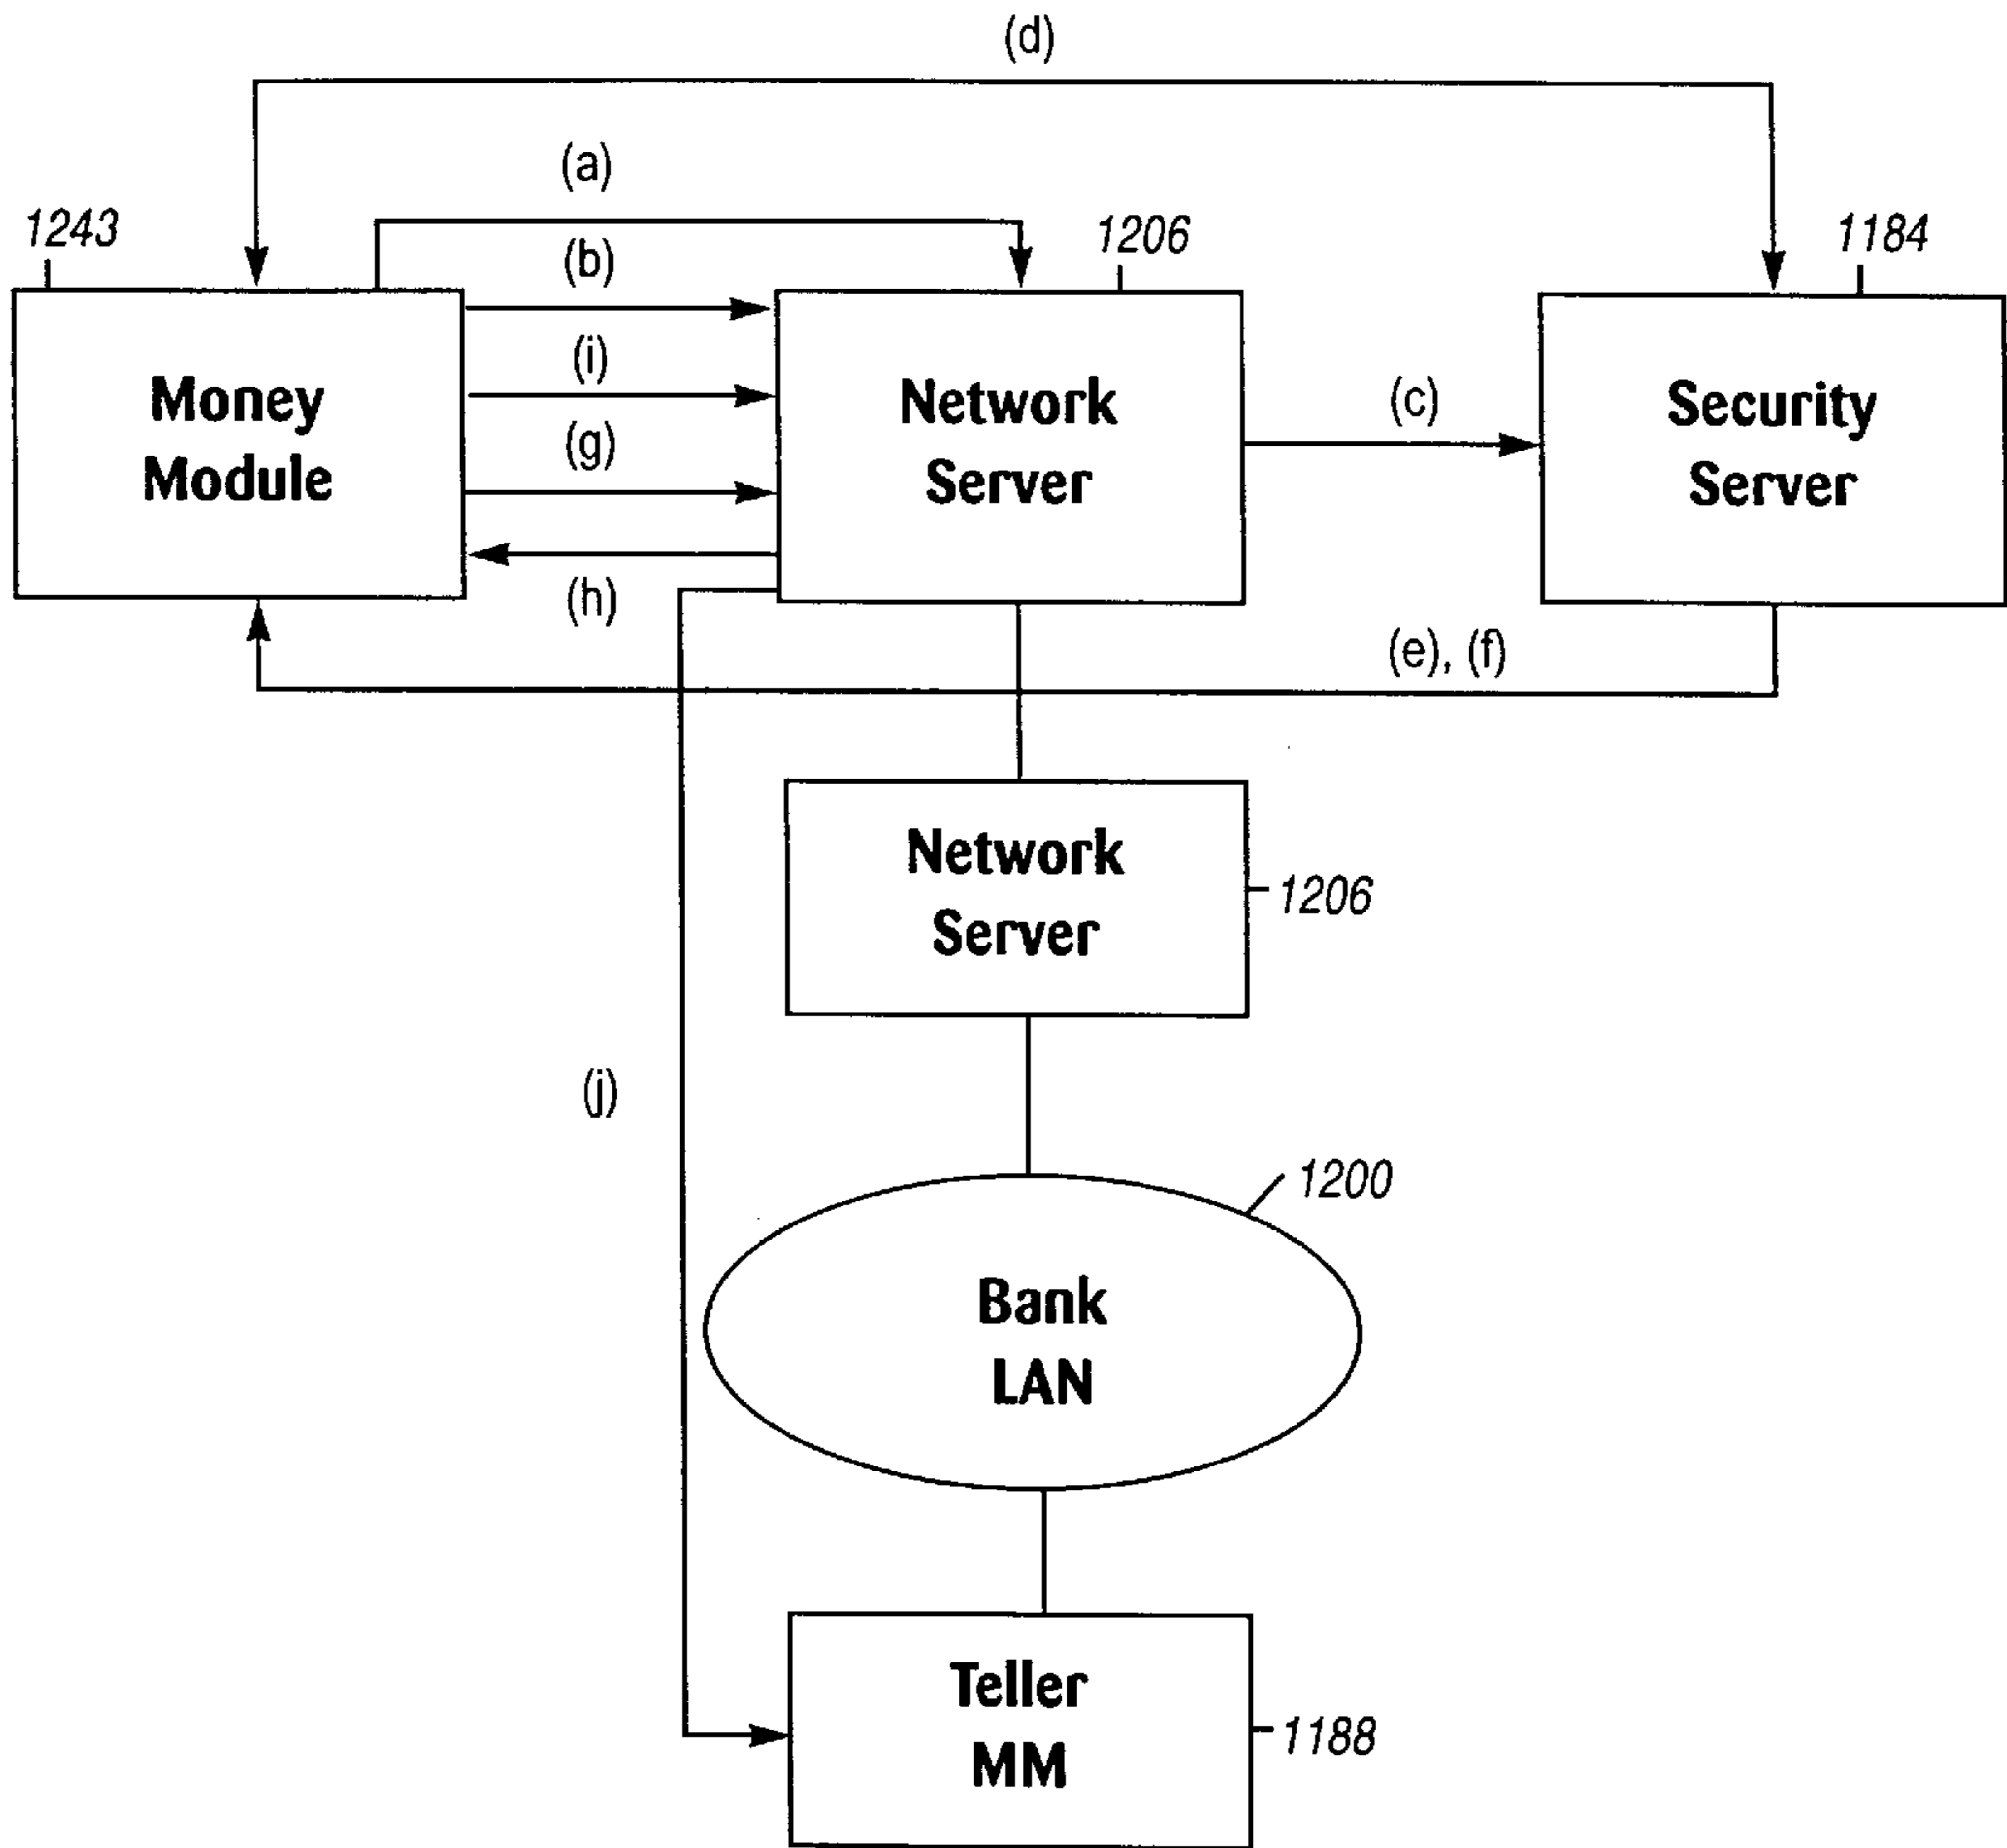 (d)
(a)
1243
(b)
1206
1184
Money
Module
(i)
(g)
(h)
Network
Server
(c)
Security
Server
(e), (f)
Network
Server
1206
(j)
1200
Bank
LAN
Teller
MM
1188